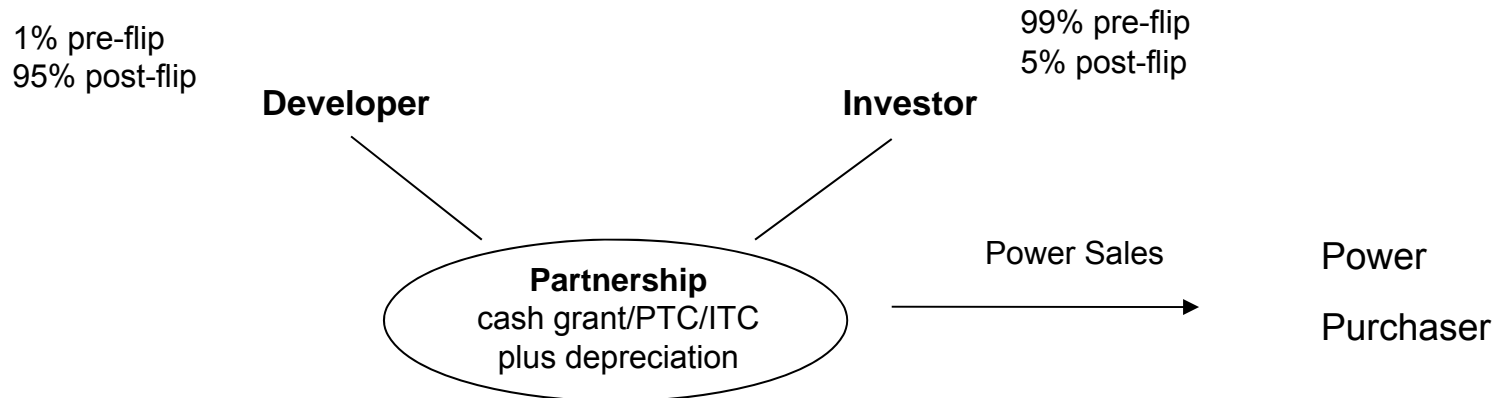 1% pre-flip
95% post-flip
99% pre-flip
5% post-flip
Developer
Investor
Partnership
cash grant/PTC/ITC
plus depreciation
Power Sales
Power
Purchaser